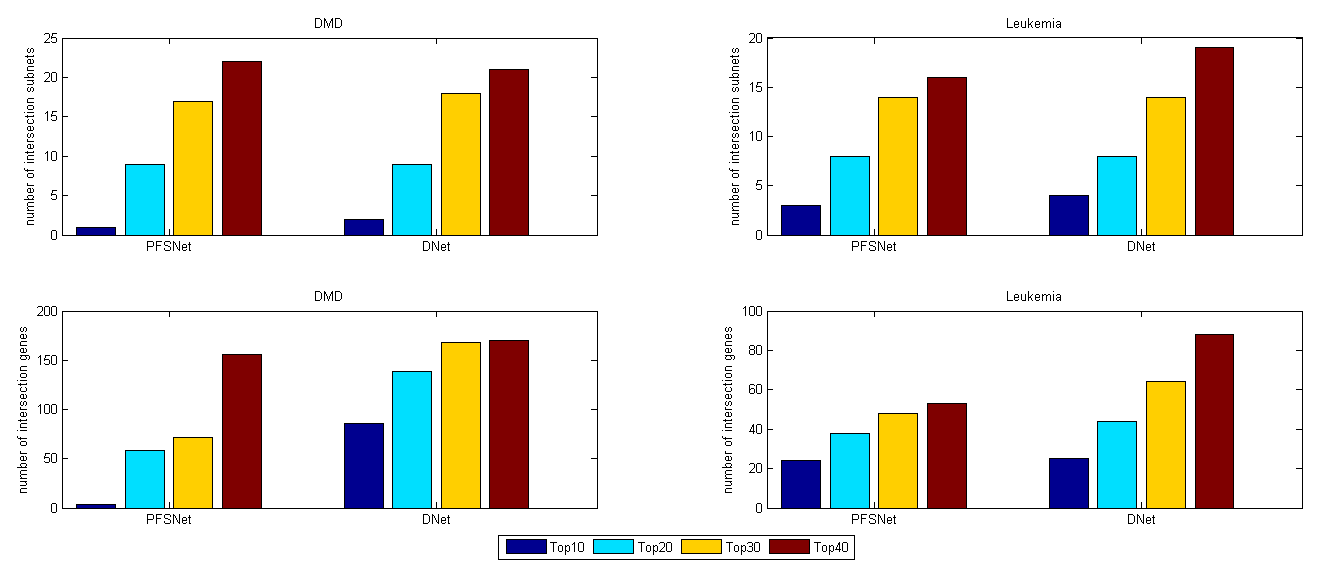 DMD
number of intersection subnets
25
20
15
10
5
0
PFSNet DNet
Leukemia
number of intersection subnets
20
15
10
5
0
PFSNet DNet
DMD
number of intersection genes
200
150
100
50
0
PFSNet DNet
Leukemia
number of intersection genes
100
80
60
40
20
0
PFSNet DNet
Top10 Top20 Top30 Top40